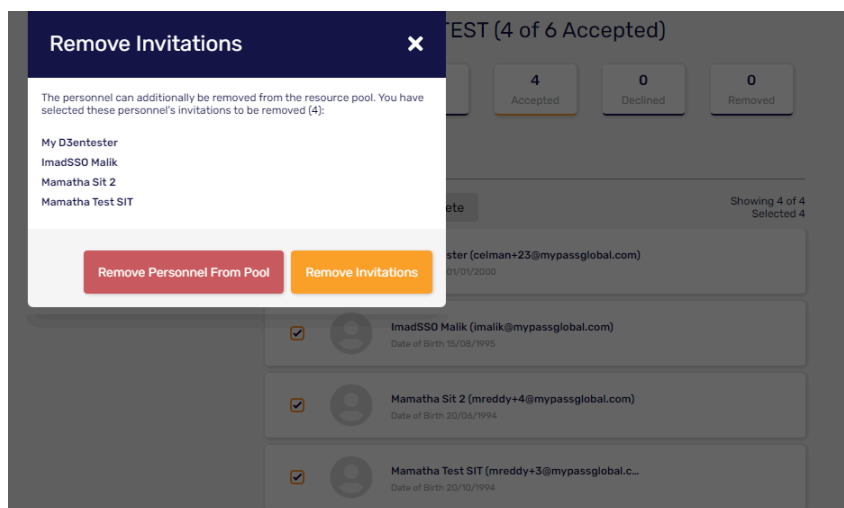 Remove Invitations
The personnel can additionally be removed from the resource pool. You have
selected these personnel's invitations to be removed (4):
My D3entester
ImadSSO Malik
Mamatha Sit 2
Mamatha Test SIT
Remove Personnel From Pool
Remove Invitations
TEST (4 of 6 Accepted)
4
Accepted
0
Declined
0
Removed
ete
Showing 4 of 4
Selected 4
ster (celman+23@mypassglobal.com)
01/01/2000
ImadSSO Malik (imalik@mypassglobal.com)
Date of Birth 15/08/1995
Mamatha Sit 2 (mreddy+4@mypassglobal.com)
Date of Birth 20/06/1994
Mamatha Test SIT (mreddy+3@mypassglobal.c...
Date of Birth 20/10/1994